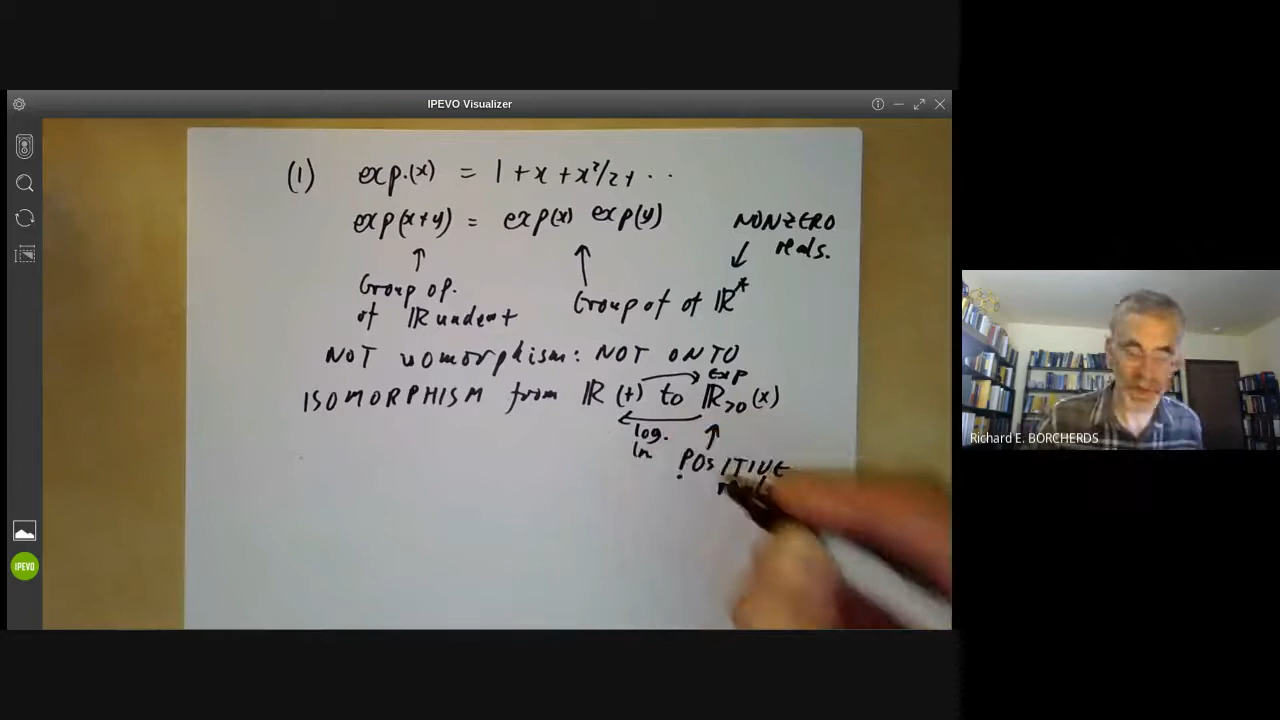 IPEVO Visualizer
(1) exp.(x) = 1 + x + x²/2 + ...
exp(x+y) = exp(x) exp(y)
NONZERO
reals.
↑ ↑ ↓
Group op.
of ℝ under +
Group of of ℝ*
NOT isomorphism: NOT ONTO
exp
ISOMORPHISM from ℝ (+) to ℝ>0 (x)
log.
ln
POSITIVE
IPEVO
Richard E. BORCHERDS